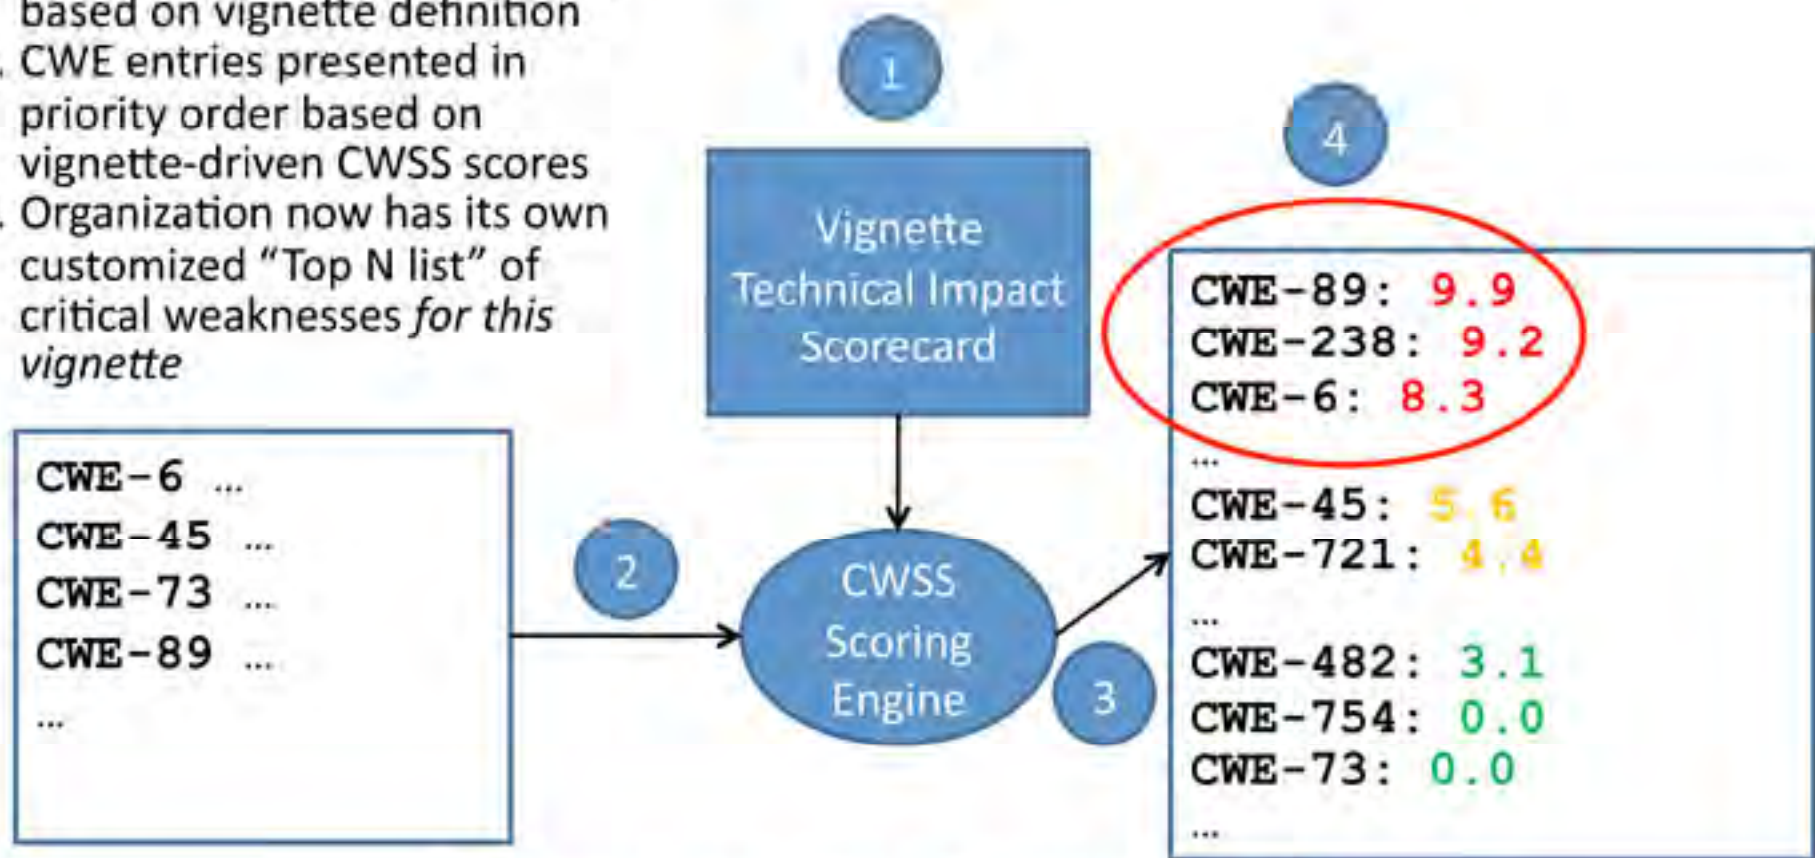 based on vignette definition
. CWE entries presented in
priority order based on
vignette-driven CWSS scores
. Organization now has its own
customized “Top N list” of
critical weaknesses for this
vignette
1
Vignette
Technical Impact
Scorecard
CWE-6 ...
CWE-45 ...
CWE-73 ...
CWE-89 ...
...
2
CWSS
Scoring
Engine
3
4
CWE-89: 9.9
CWE-238: 9.2
CWE-6: 8.3
...
CWE-45: 5.6
CWE-721: 4.4
...
CWE-482: 3.1
CWE-754: 0.0
CWE-73: 0.0
...